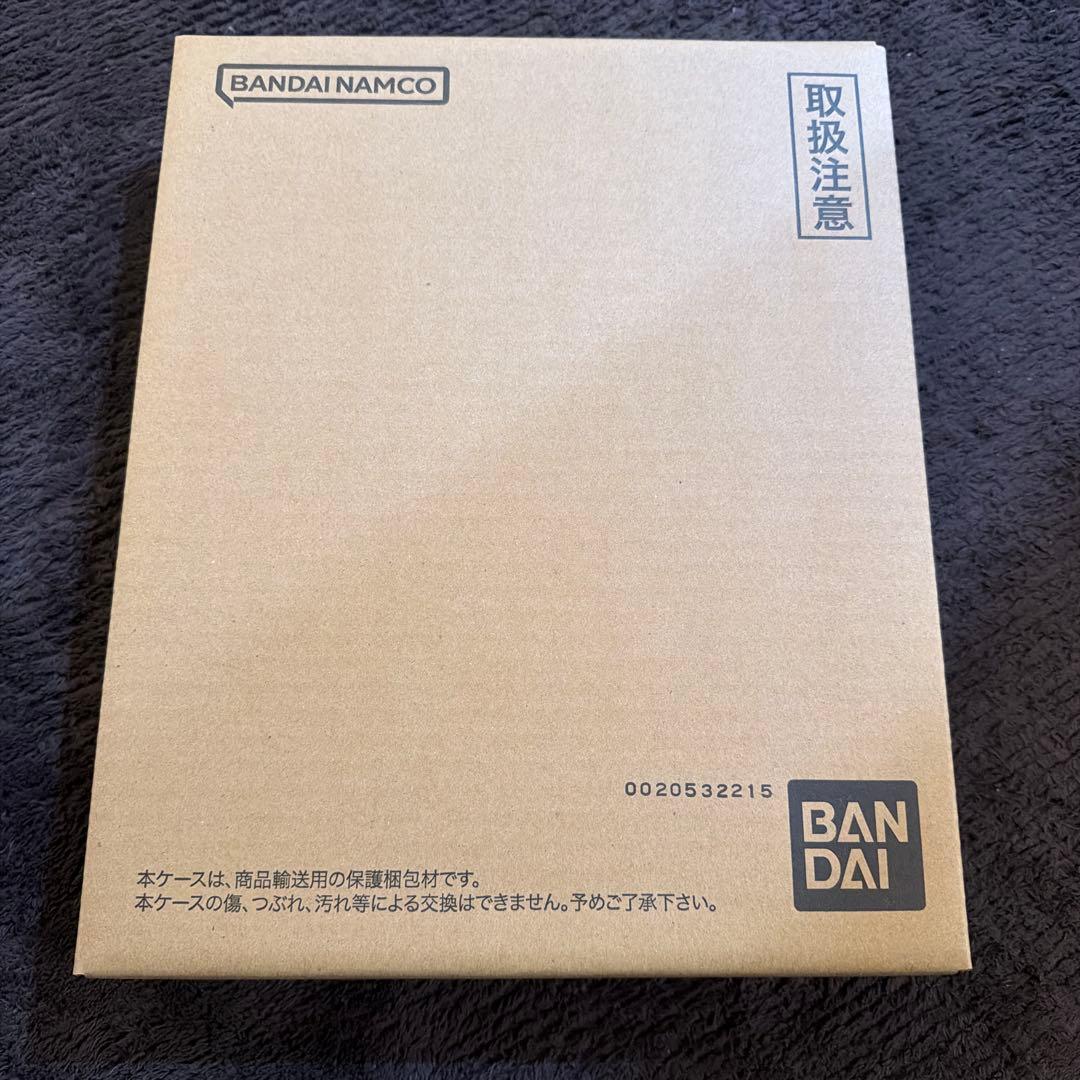 BANDAI NAMCO
取扱注意
0020532215
BAN
DAI
本ケースは、商品輸送用の保護梱包材です。
本ケースの傷、つぶれ、汚れ等による交換はできません。予めご了承下さい。